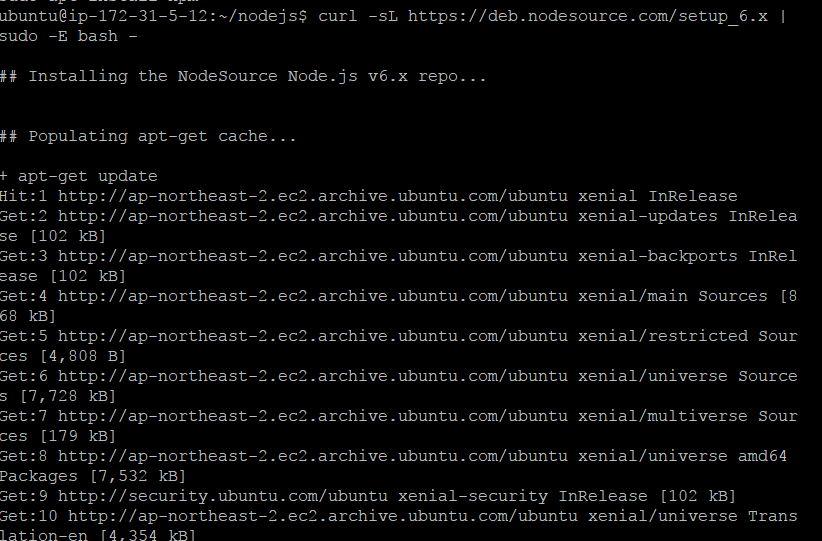 ubuntu@ip-172-31-5-12:~/nodejs$ curl -sL https://deb.nodesource.com/setup_6.x |
sudo -E bash -
## Installing the NodeSource Node.js v6.x repo...
## Populating apt-get cache...
+ apt-get update
Hit:1 http://ap-northeast-2.ec2.archive.ubuntu.com/ubuntu xenial InRelease
Get:2 http://ap-northeast-2.ec2.archive.ubuntu.com/ubuntu xenial-updates InRelea
se [102 kB]
Get:3 http://ap-northeast-2.ec2.archive.ubuntu.com/ubuntu xenial-backports InRel
ease [102 kB]
Get:4 http://ap-northeast-2.ec2.archive.ubuntu.com/ubuntu xenial/main Sources [8
68 kB]
Get:5 http://ap-northeast-2.ec2.archive.ubuntu.com/ubuntu xenial/restricted Sour
ces [4,808 B]
Get:6 http://ap-northeast-2.ec2.archive.ubuntu.com/ubuntu xenial/universe Source
s [7,728 kB]
Get:7 http://ap-northeast-2.ec2.archive.ubuntu.com/ubuntu xenial/multiverse Sour
ces [179 kB]
Get:8 http://ap-northeast-2.ec2.archive.ubuntu.com/ubuntu xenial/universe amd64
Packages [7,532 kB]
Get:9 http://security.ubuntu.com/ubuntu xenial-security InRelease [102 kB]
Get:10 http://ap-northeast-2.ec2.archive.ubuntu.com/ubuntu xenial/universe Trans
lation-en [4,354 kB]